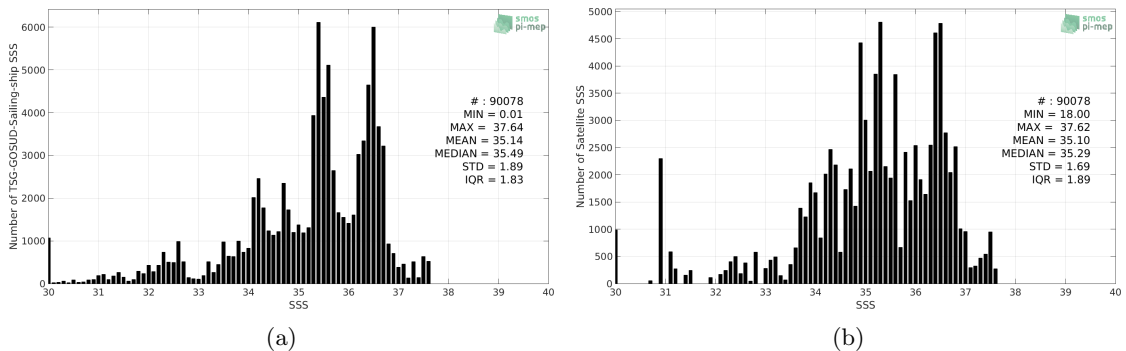 smos
pi-mep
Number of TSG-GOSUD-Sailing-ship SSS
6000
5000
4000
3000
2000
1000
0
# : 90078
MIN = 0.01
MAX =  37.64
MEAN = 35.14
MEDIAN = 35.49
STD = 1.89
IQR = 1.83
30 31 32 33 34 35 36 37 38 39 40
SSS
(a)
smos
pi-mep
Number of Satellite SSS
5000
4500
4000
3500
3000
2500
2000
1500
1000
500
0
# : 90078
MIN = 18.00
MAX =  37.62
MEAN = 35.10
MEDIAN = 35.29
STD = 1.69
IQR = 1.89
30 31 32 33 34 35 36 37 38 39 40
SSS
(b)